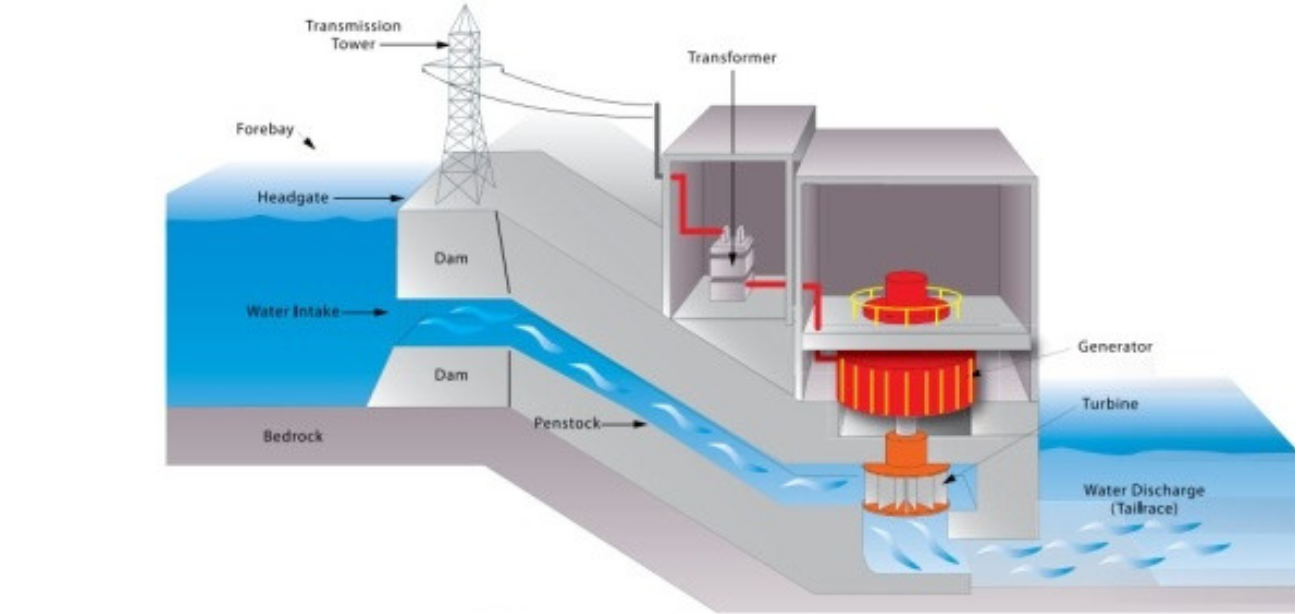 Transmission
Tower
Transformer
Forebay
Headgate
Dam
Water Intake
Generator
Dam
Turbine
Penstock
Bedrock
Water Discharge
(Tailrace)